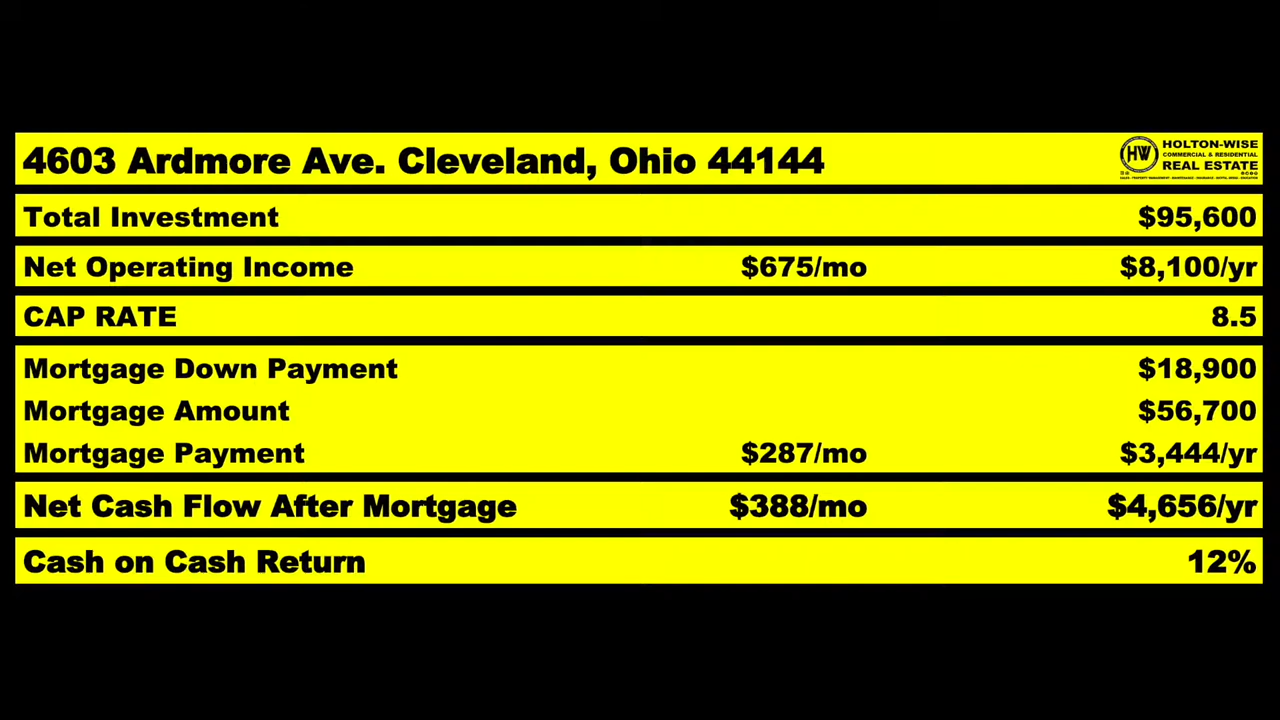 4603 Ardmore Ave. Cleveland, Ohio 44144
HW
HOLTON-WISE
COMMERCIAL & RESIDENTIAL
REAL ESTATE
Total Investment $95,600
Net Operating Income $675/mo $8,100/yr
CAP RATE 8.5
Mortgage Down Payment $18,900
Mortgage Amount $56,700
Mortgage Payment $287/mo $3,444/yr
Net Cash Flow After Mortgage $388/mo $4,656/yr
Cash on Cash Return 12%